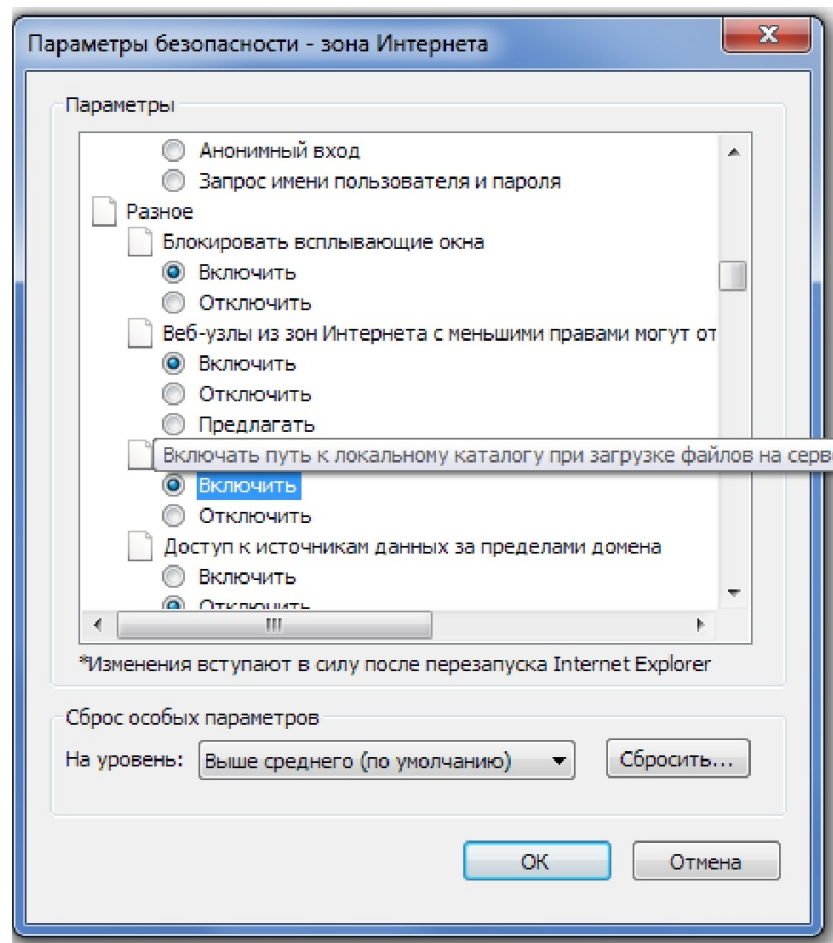 Параметры безопасности - зона Интернета
Параметры
Анонимный вход
Запрос имени пользователя и пароля
Разное
Блокировать всплывающие окна
Включить
Отключить
Веб-узлы из зон Интернета с меньшими правами могут от
Включить
Отключить
Предлагать
Включать путь к локальному каталогу при загрузке файлов на серв
Включить
Отключить
Доступ к источникам данных за пределами домена
Включить
Отключить
*Изменения вступают в силу после перезапуска Internet Explorer
Сброс особых параметров
На уровень: Выше среднего (по умолчанию) Сбросить...
ОК Отмена